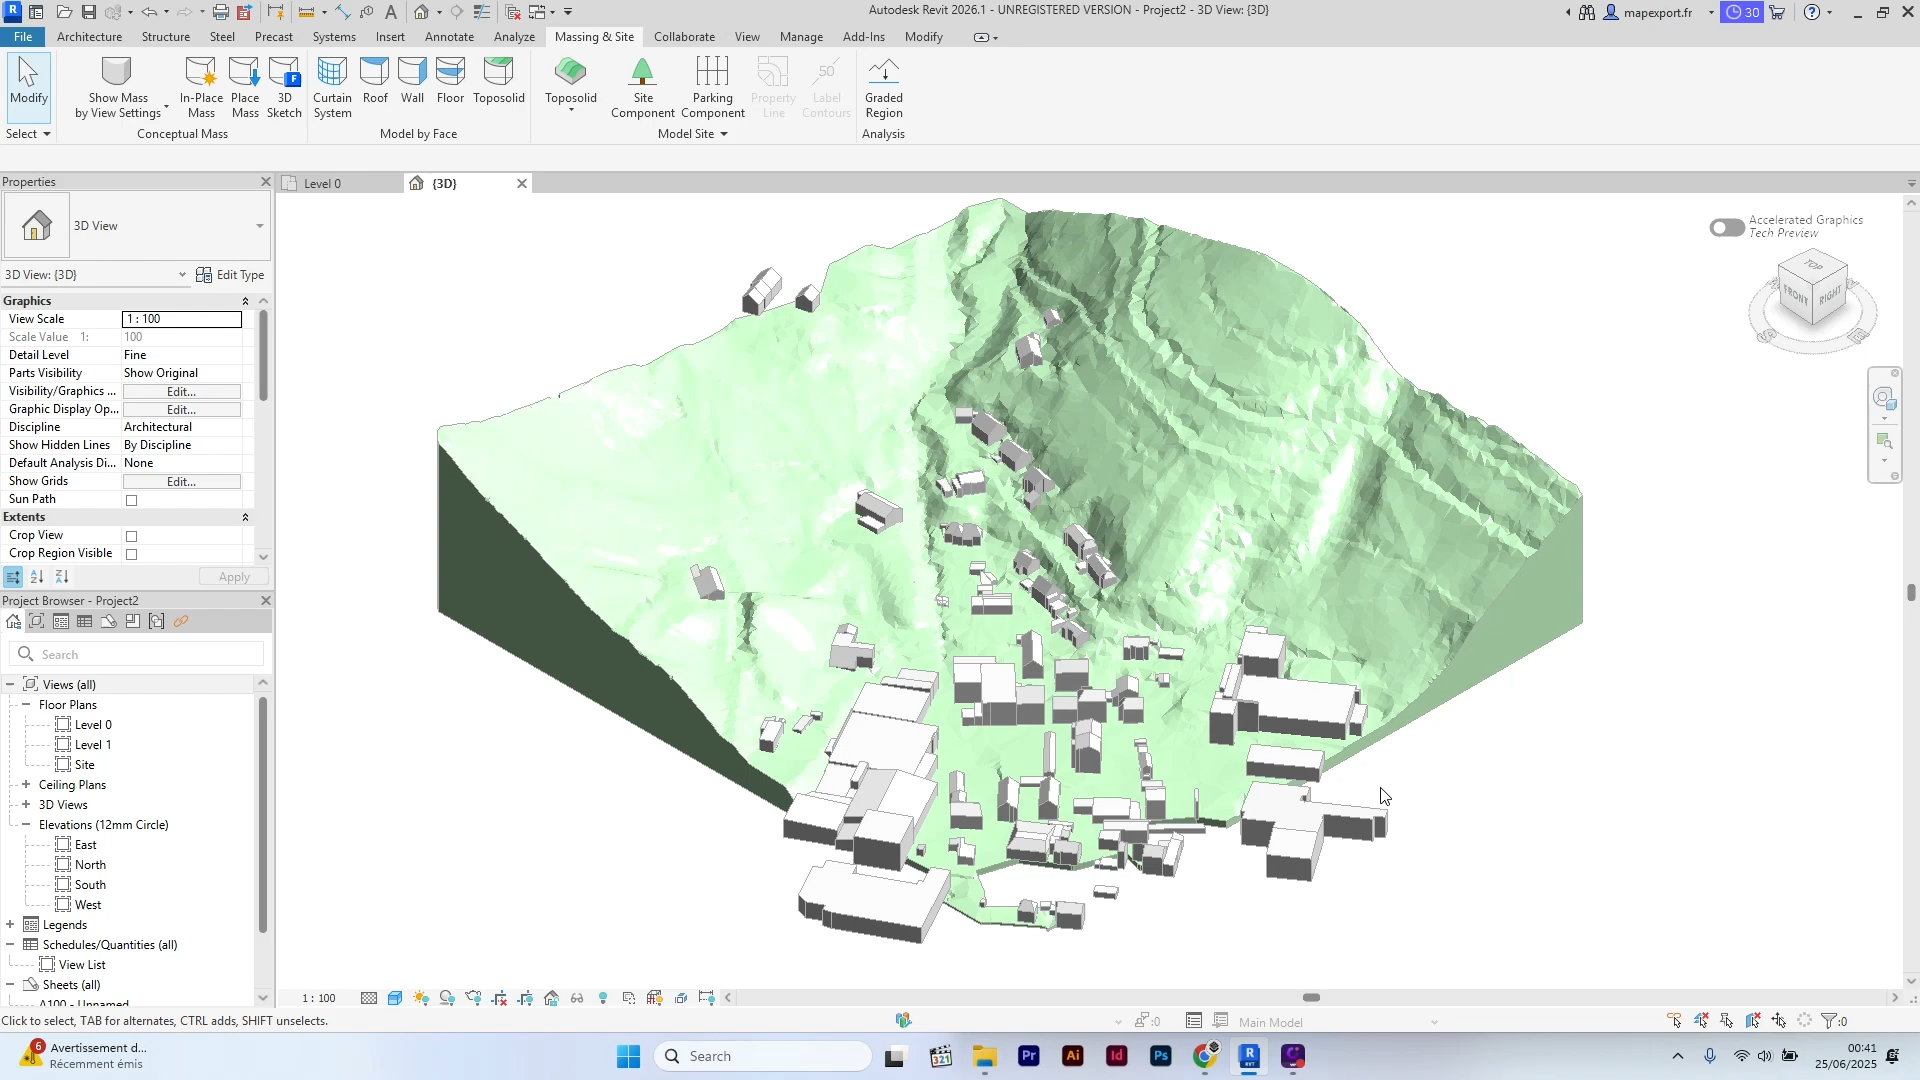 Autodesk Revit 2026.1 - UNREGISTERED VERSION - Project2 - 3D View: {3D}
mapexport.fr
30
File
Architecture
Structure
Steel
Precast
Systems
Insert
Annotate
Analyze
Massing & Site
Collaborate
View
Manage
Add-Ins
Modify
Modify
Show Mass
by View Settings
In-Place
Mass
Place
Mass
3D
Sketch
Curtain
System
Roof
Wall
Floor
Toposolid
Toposolid
Site
Component
Parking
Component
Property
Line
Label
Contours
Graded
Region
Select
Conceptual Mass
Model by Face
Model Site
Analysis
Properties
3D View
3D View: {3D}
Edit Type
Graphics
View Scale
1 : 100
Scale Value 1:
100
Detail Level
Fine
Parts Visibility
Show Original
Visibility/Graphics ...
Edit...
Graphic Display Op...
Edit...
Discipline
Architectural
Show Hidden Lines
By Discipline
Default Analysis Di...
None
Show Grids
Edit...
Sun Path
Extents
Crop View
Crop Region Visible
Apply
Project Browser - Project2
Search
Views (all)
Floor Plans
Level 0
Level 1
Site
Ceiling Plans
3D Views
Elevations (12mm Circle)
East
North
South
West
Legends
Schedules/Quantities (all)
View List
Sheets (all)
A100 - Unnamed
Level 0
{3D}
Accelerated Graphics
Tech Preview
TOP
FRONT
RIGHT
1 : 100
Click to select, TAB for alternates, CTRL adds, SHIFT unselects.
:0
Main Model
:0
6
Avertissement d...
Récemment émis
Search
321
Pr
Ai
Id
Ps
R
00:41
25/06/2025